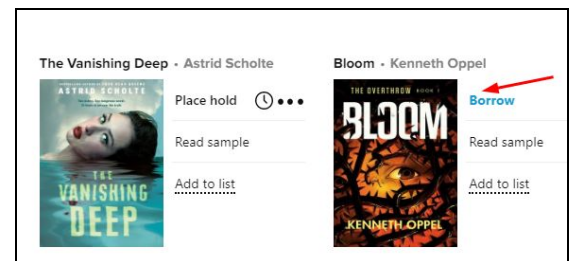 The Vanishing Deep • Astrid Scholte
ASTRID SCHOLTE
THE
VANISHING
DEEP
Place hold
Read sample
Add to list
Bloom • Kenneth Oppel
THE OVERTHROW BOOK 1
BLOOM
KENNETH OPPEL
Borrow
Read sample
Add to list